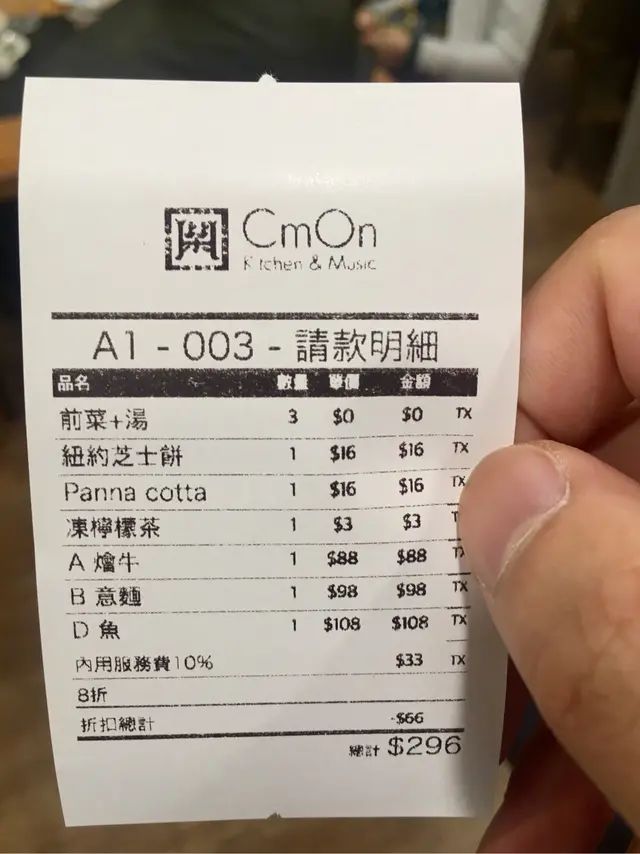 CmOn
Kitchen & Music
A1 - 003 - 請款明細
品名 數量 單價 金額
前菜+湯 3 $0 $0 TX
紐約芝士餅 1 $16 $16 TX
Panna cotta 1 $16 $16 TX
凍檸檬茶 1 $3 $3
A 燴牛 1 $88 $88 TX
B 意麵 1 $98 $98 TX
D 魚 1 $108 $108 TX
內用服務費10% $33 TX
8折
折扣總計 -$66
總計 $296